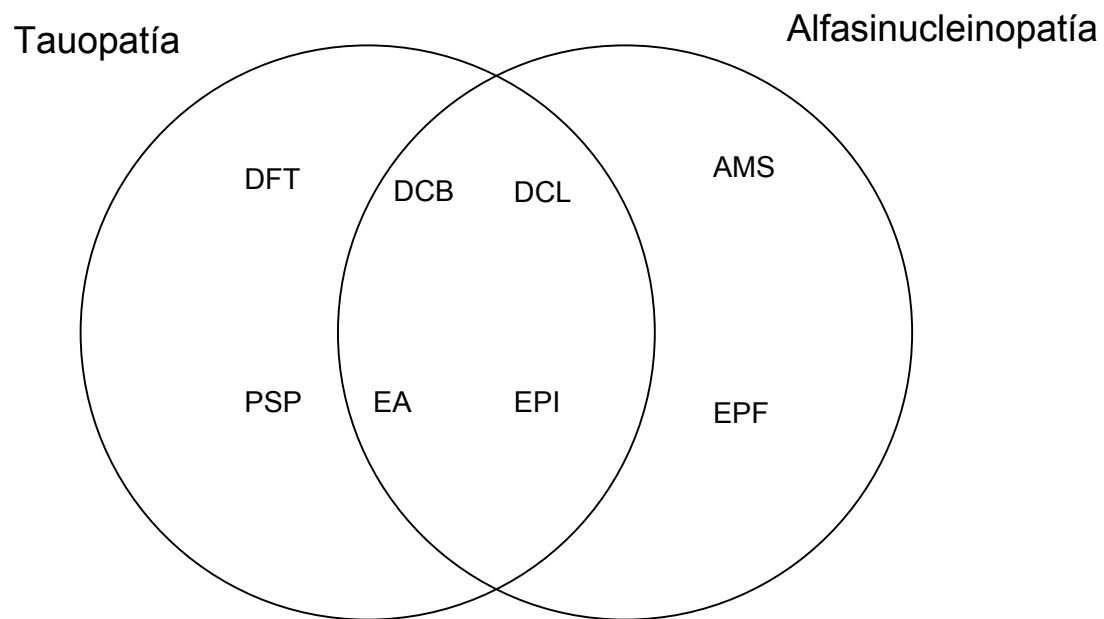 Tauopatía
Alfasinucleinopatía
DFT
DCB
DCL
AMS
PSP
EA
EPI
EPF